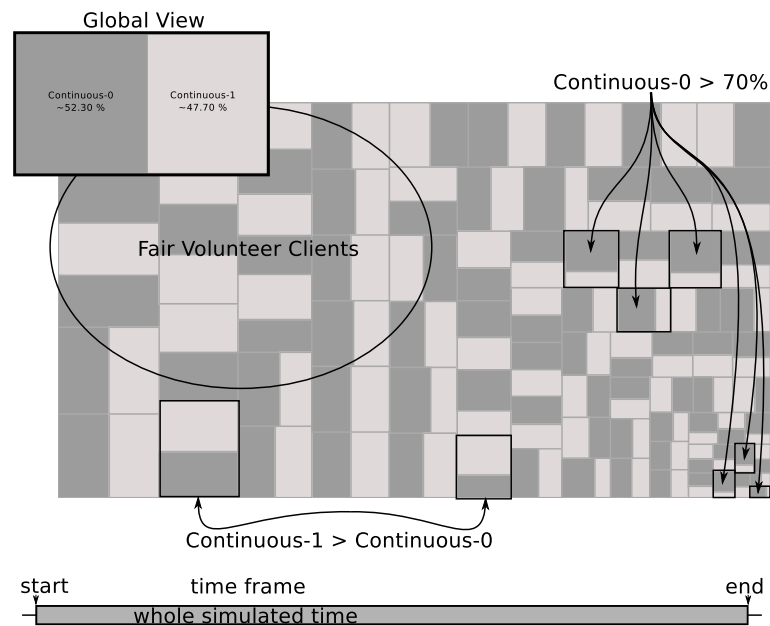 Global View
Continuous-0
~52.30 %
Continuous-1
~47.70 %
Continuous-0 > 70%
Fair Volunteer Clients
Continuous-1 > Continuous-0
start
time frame
end
whole simulated time